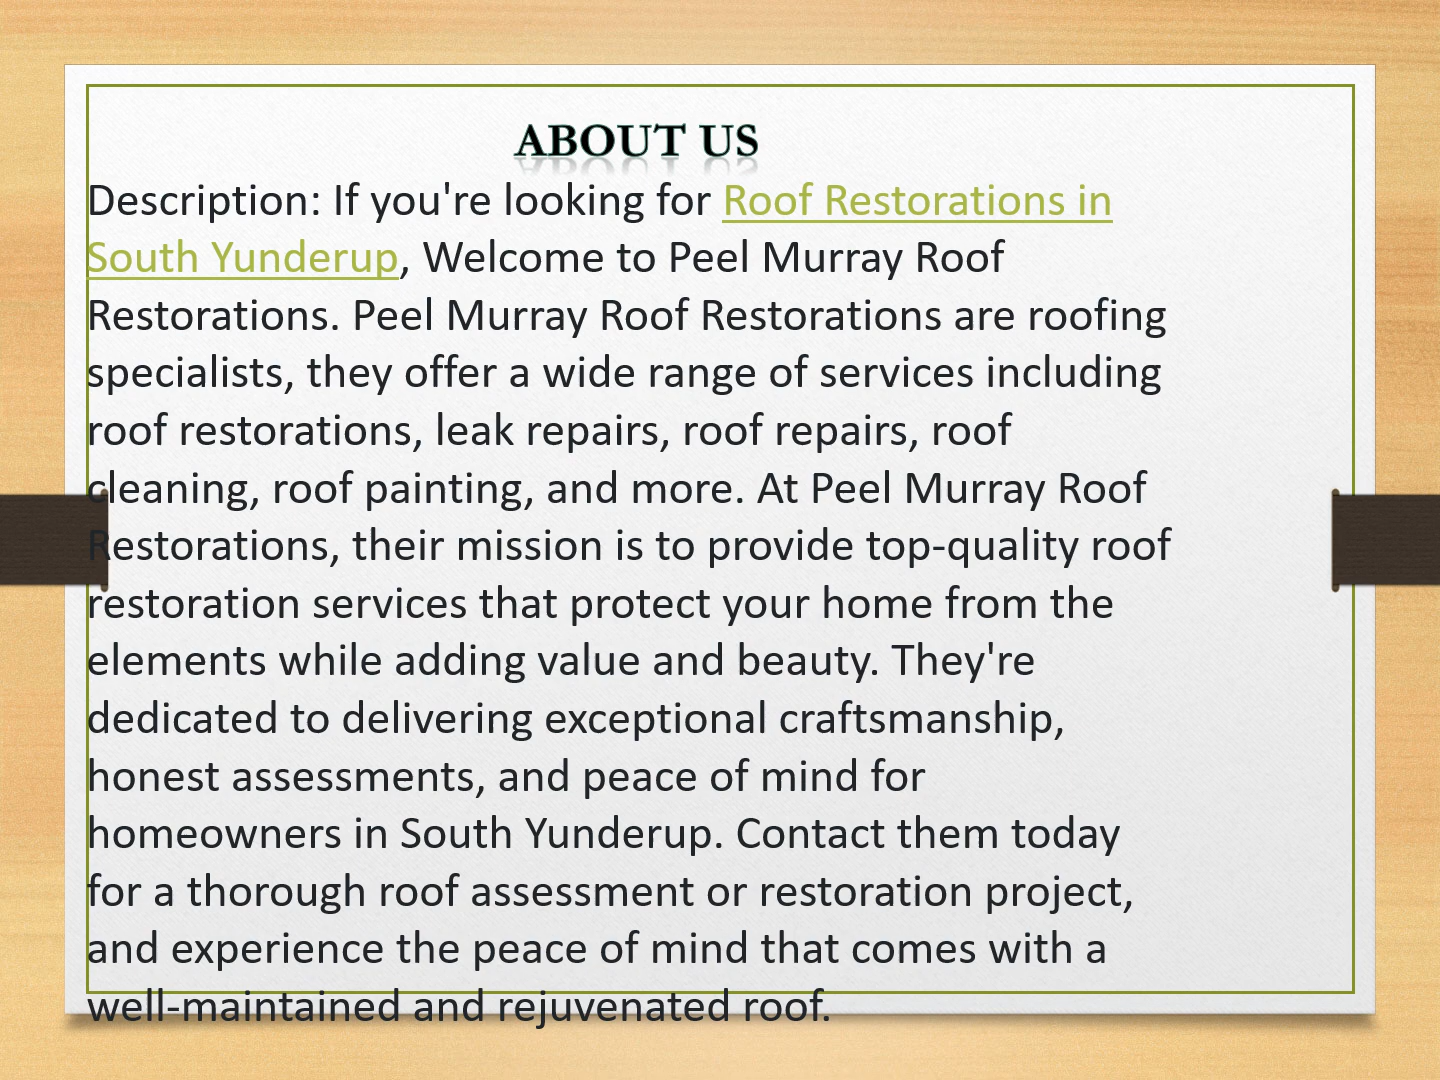 ABOUT US
Description: If you're looking for Roof Restorations in
South Yunderup, Welcome to Peel Murray Roof
Restorations. Peel Murray Roof Restorations are roofing
specialists, they offer a wide range of services including
roof restorations, leak repairs, roof repairs, roof
cleaning, roof painting, and more. At Peel Murray Roof
Restorations, their mission is to provide top-quality roof
restoration services that protect your home from the
elements while adding value and beauty. They're
dedicated to delivering exceptional craftsmanship,
honest assessments, and peace of mind for
homeowners in South Yunderup. Contact them today
for a thorough roof assessment or restoration project,
and experience the peace of mind that comes with a
well-maintained and rejuvenated roof.